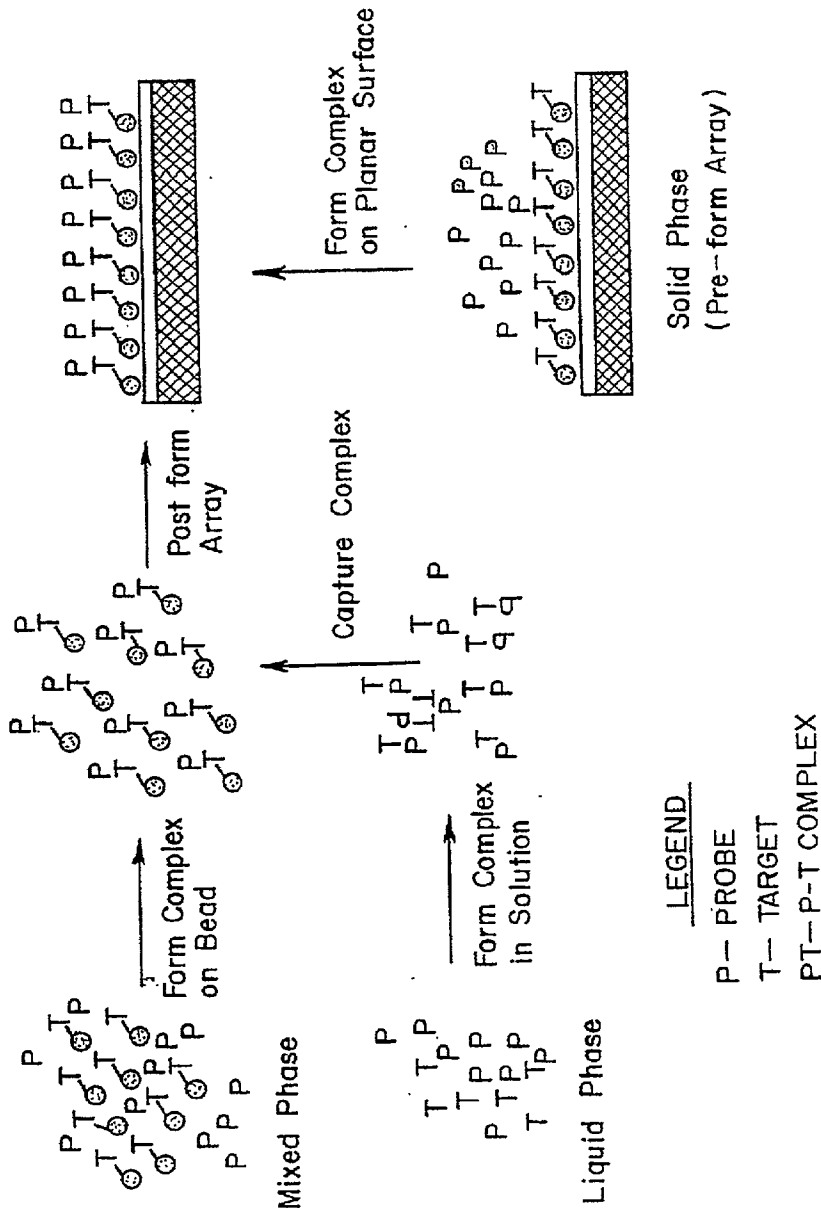 Mixed Phase
Form Complex
on Bead
Post form
Array
P P P P P P P P
T T T T T T T T
Liquid Phase
Form Complex
in Solution
Capture Complex
Form Complex
on Planar Surface
T T T T T T T T
Solid Phase
(Pre-form Array)
LEGEND
P— PROBE
T— TARGET
PT— P-T COMPLEX